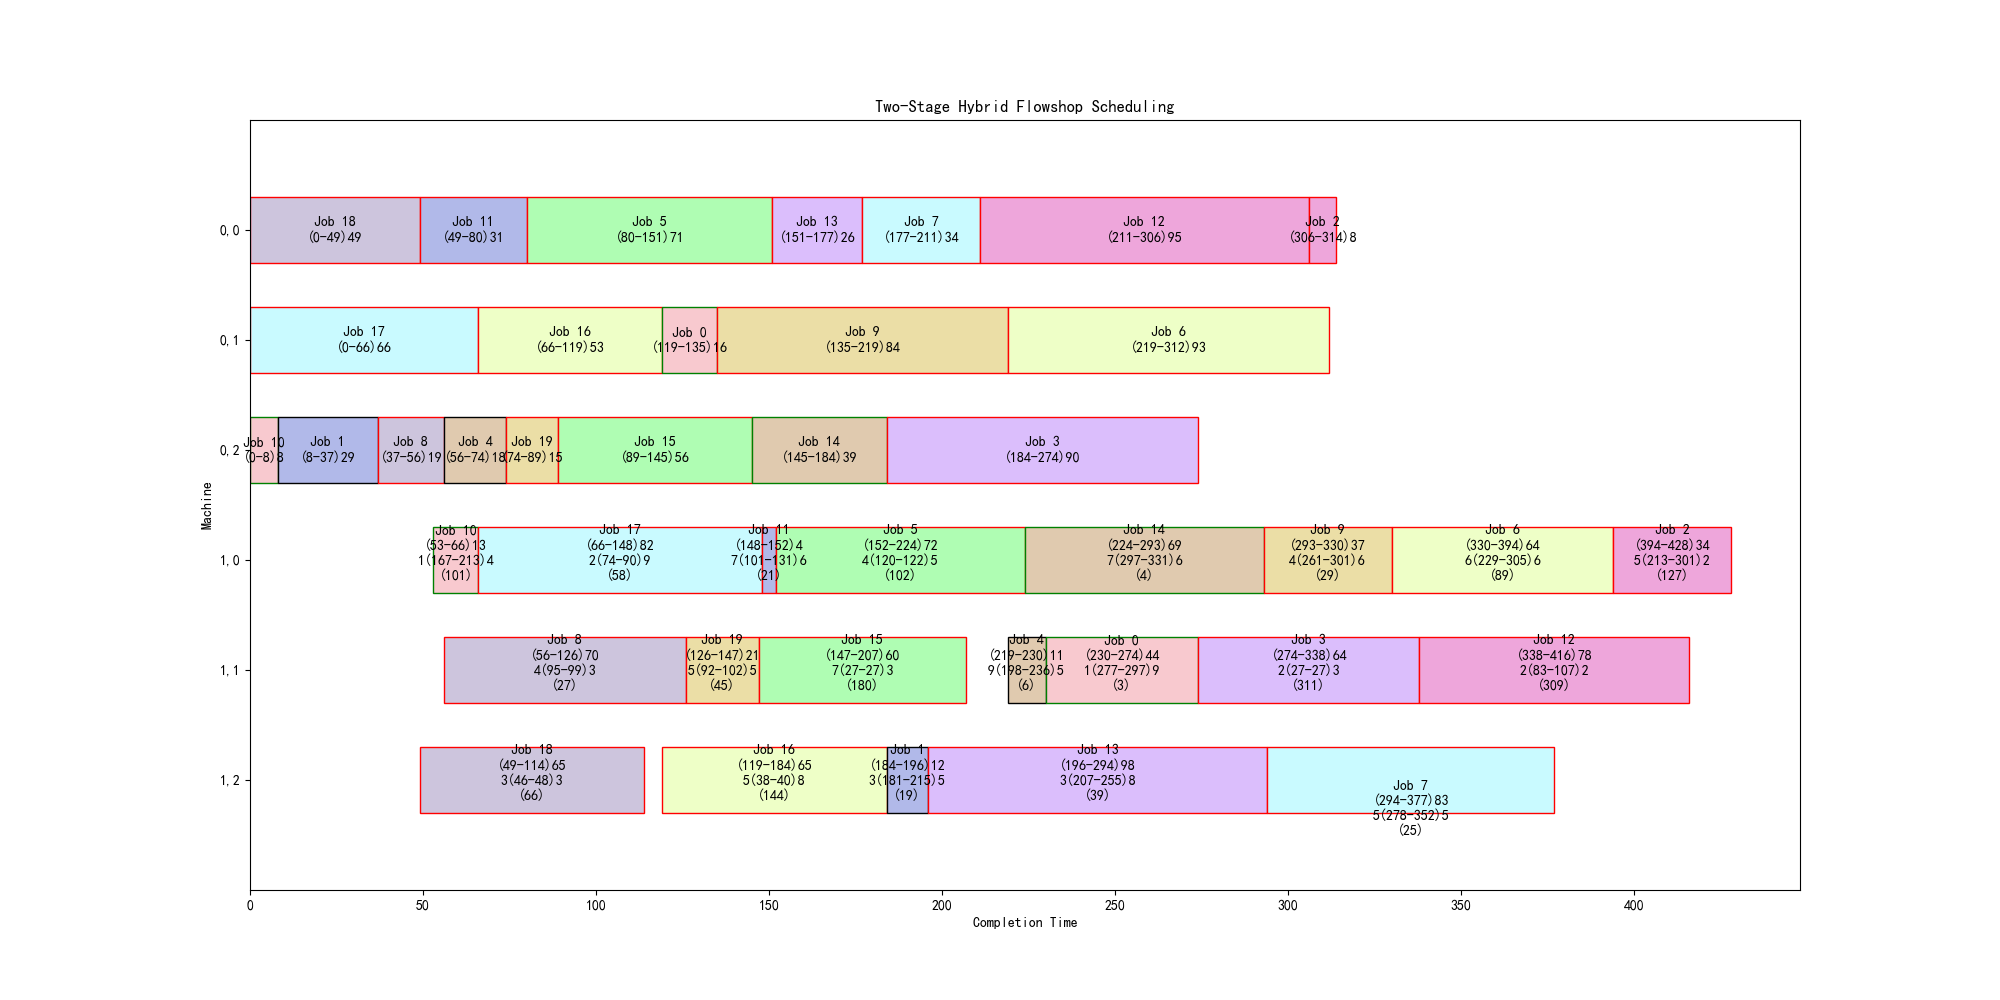 Two-Stage Hybrid Flowshop Scheduling
Machine
0,0
Job 18
(0-49)49
Job 11
(49-80)31
Job 5
(80-151)71
Job 13
(151-177)26
Job 7
(177-211)34
Job 12
(211-306)95
Job 2
(306-314)8
0,1
Job 17
(0-66)66
Job 16
(66-119)53
Job 0
(119-135)16
Job 9
(135-219)84
Job 6
(219-312)93
0,2
Job 10
(0-8)8
Job 1
(8-37)29
Job 8
(37-56)19
Job 4
(56-74)18
Job 19
(74-89)15
Job 15
(89-145)56
Job 14
(145-184)39
Job 3
(184-274)90
1,0
Job 10
(53-66)13
1(167-213)4
(101)
Job 17
(66-148)82
2(74-90)9
(58)
Job 11
(148-152)4
7(101-131)6
(21)
Job 5
(152-224)72
4(120-122)5
(102)
Job 14
(224-293)69
7(297-331)6
(4)
Job 9
(293-330)37
4(261-301)6
(29)
Job 6
(330-394)64
6(229-305)6
(89)
Job 2
(394-428)34
5(213-301)2
(127)
1,1
Job 8
(56-126)70
4(95-99)3
(27)
Job 19
(126-147)21
5(92-102)5
(45)
Job 15
(147-207)60
7(27-27)3
(180)
Job 4
(219-230)11
9(198-236)5
(6)
Job 0
(230-274)44
1(277-297)9
(3)
Job 3
(274-338)64
2(27-27)3
(311)
Job 12
(338-416)78
2(83-107)2
(309)
1,2
Job 18
(49-114)65
3(46-48)3
(66)
Job 16
(119-184)65
5(38-40)8
(144)
Job 1
(184-196)12
3(181-215)5
(19)
Job 13
(196-294)98
3(207-255)8
(39)
Job 7
(294-377)83
5(278-352)5
(25)
0 50 100 150 200 250 300 350 400
Completion Time